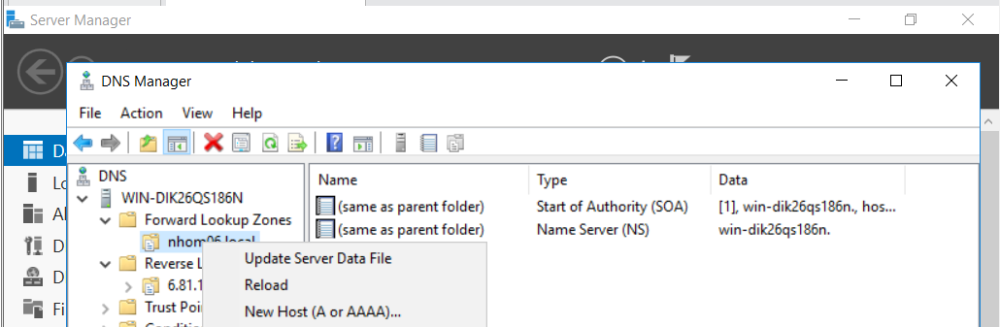 Server Manager
DNS Manager
File Action View Help
DNS
WIN-DIK26QS186N
Forward Lookup Zones
nhom06.local
Reverse L
6.81.1
Trust Poi
Name Type Data
(same as parent folder) Start of Authority (SOA) [1], win-dik26qs186n., hos...
(same as parent folder) Name Server (NS) win-dik26qs186n.
Update Server Data File
Reload
New Host (A or AAAA)...
D
Lo
Al
D
D
Fi